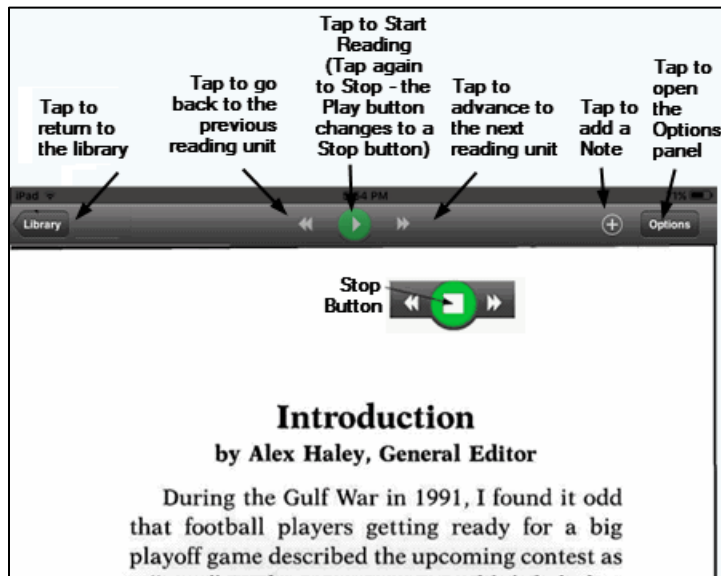 Tap to
return to
the library
Tap to go
back to the
previous
reading unit
Tap to Start
Reading
(Tap again
to Stop - the
Play button
changes to a
Stop button)
Tap to
advance to
the next
reading unit
Tap to
add a
Note
Tap to
open
the
Options
panel
iPad
PM
Library
Options
Stop
Button
Introduction
by Alex Haley, General Editor
During the Gulf War in 1991, I found it odd
that football players getting ready for a big
playoff game described the upcoming contest as